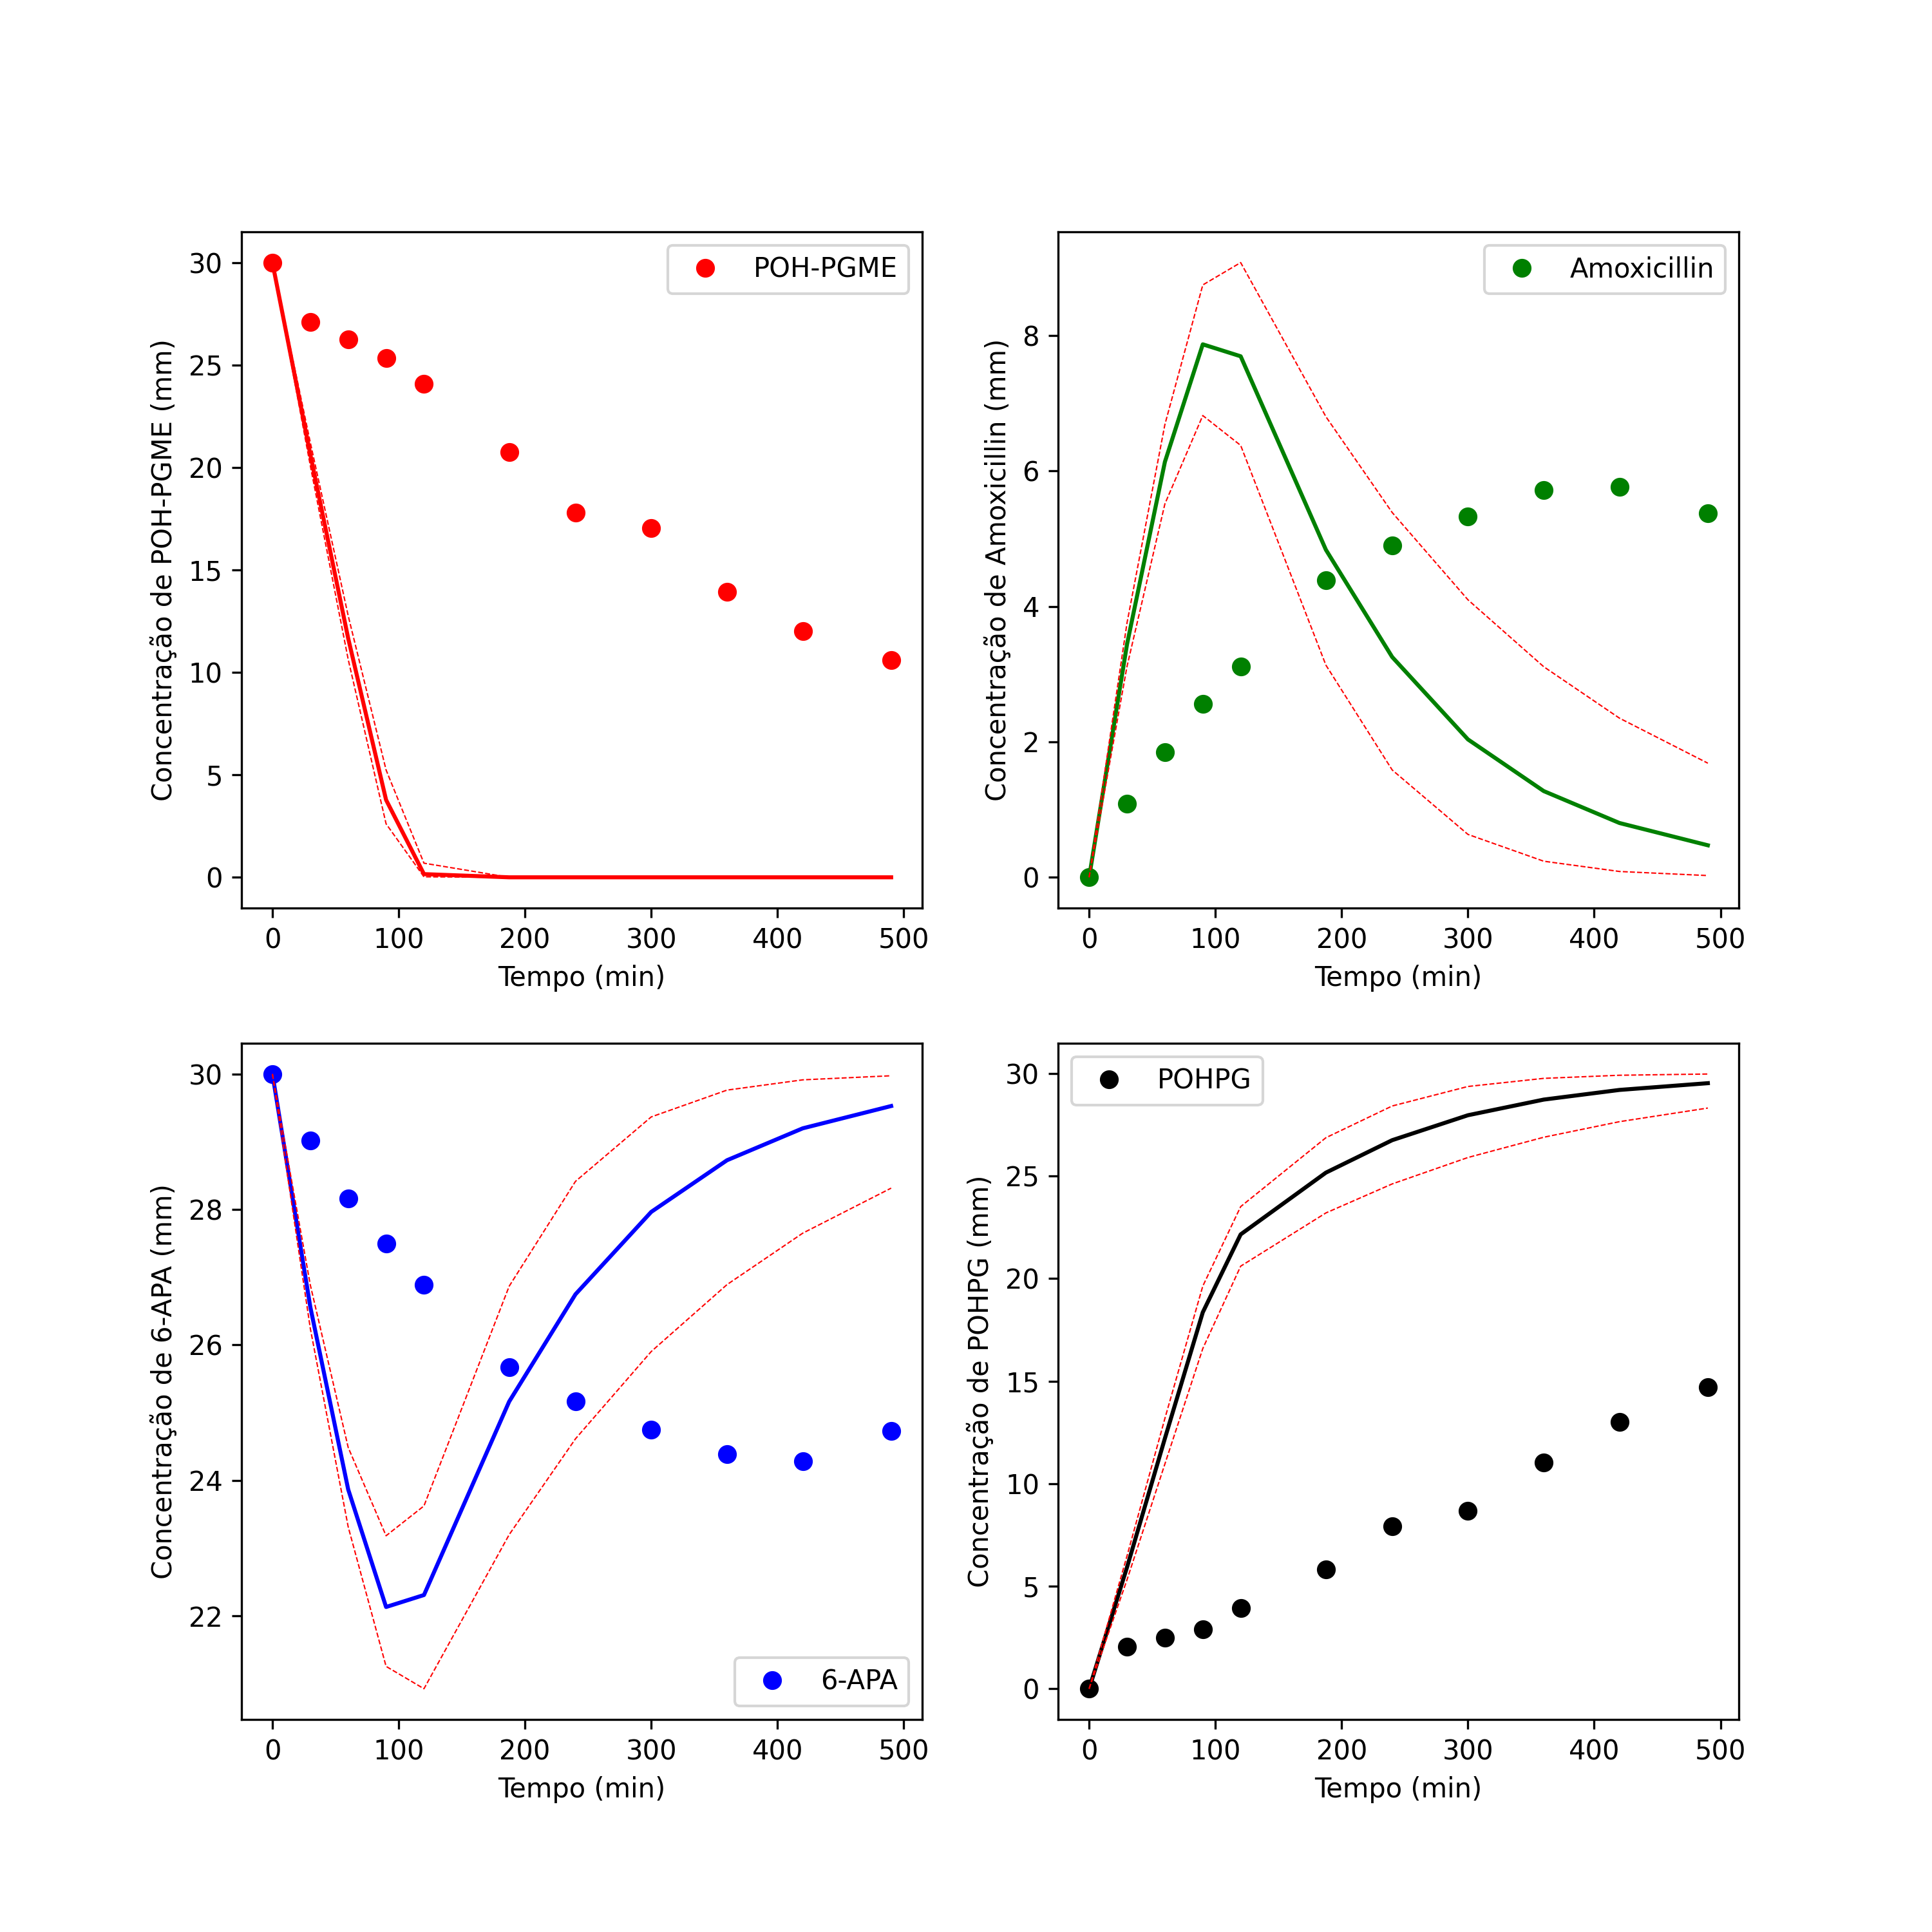 POH-PGME
Concentração de POH-PGME (mm)
30
25
20
15
10
5
0
0 100 200 300 400 500
Tempo (min)
Amoxicillin
Concentração de Amoxicillin (mm)
8
6
4
2
0
0 100 200 300 400 500
Tempo (min)
6-APA
Concentração de 6-APA (mm)
30
28
26
24
22
0 100 200 300 400 500
Tempo (min)
POHPG
Concentração de POHPG (mm)
30
25
20
15
10
5
0
0 100 200 300 400 500
Tempo (min)